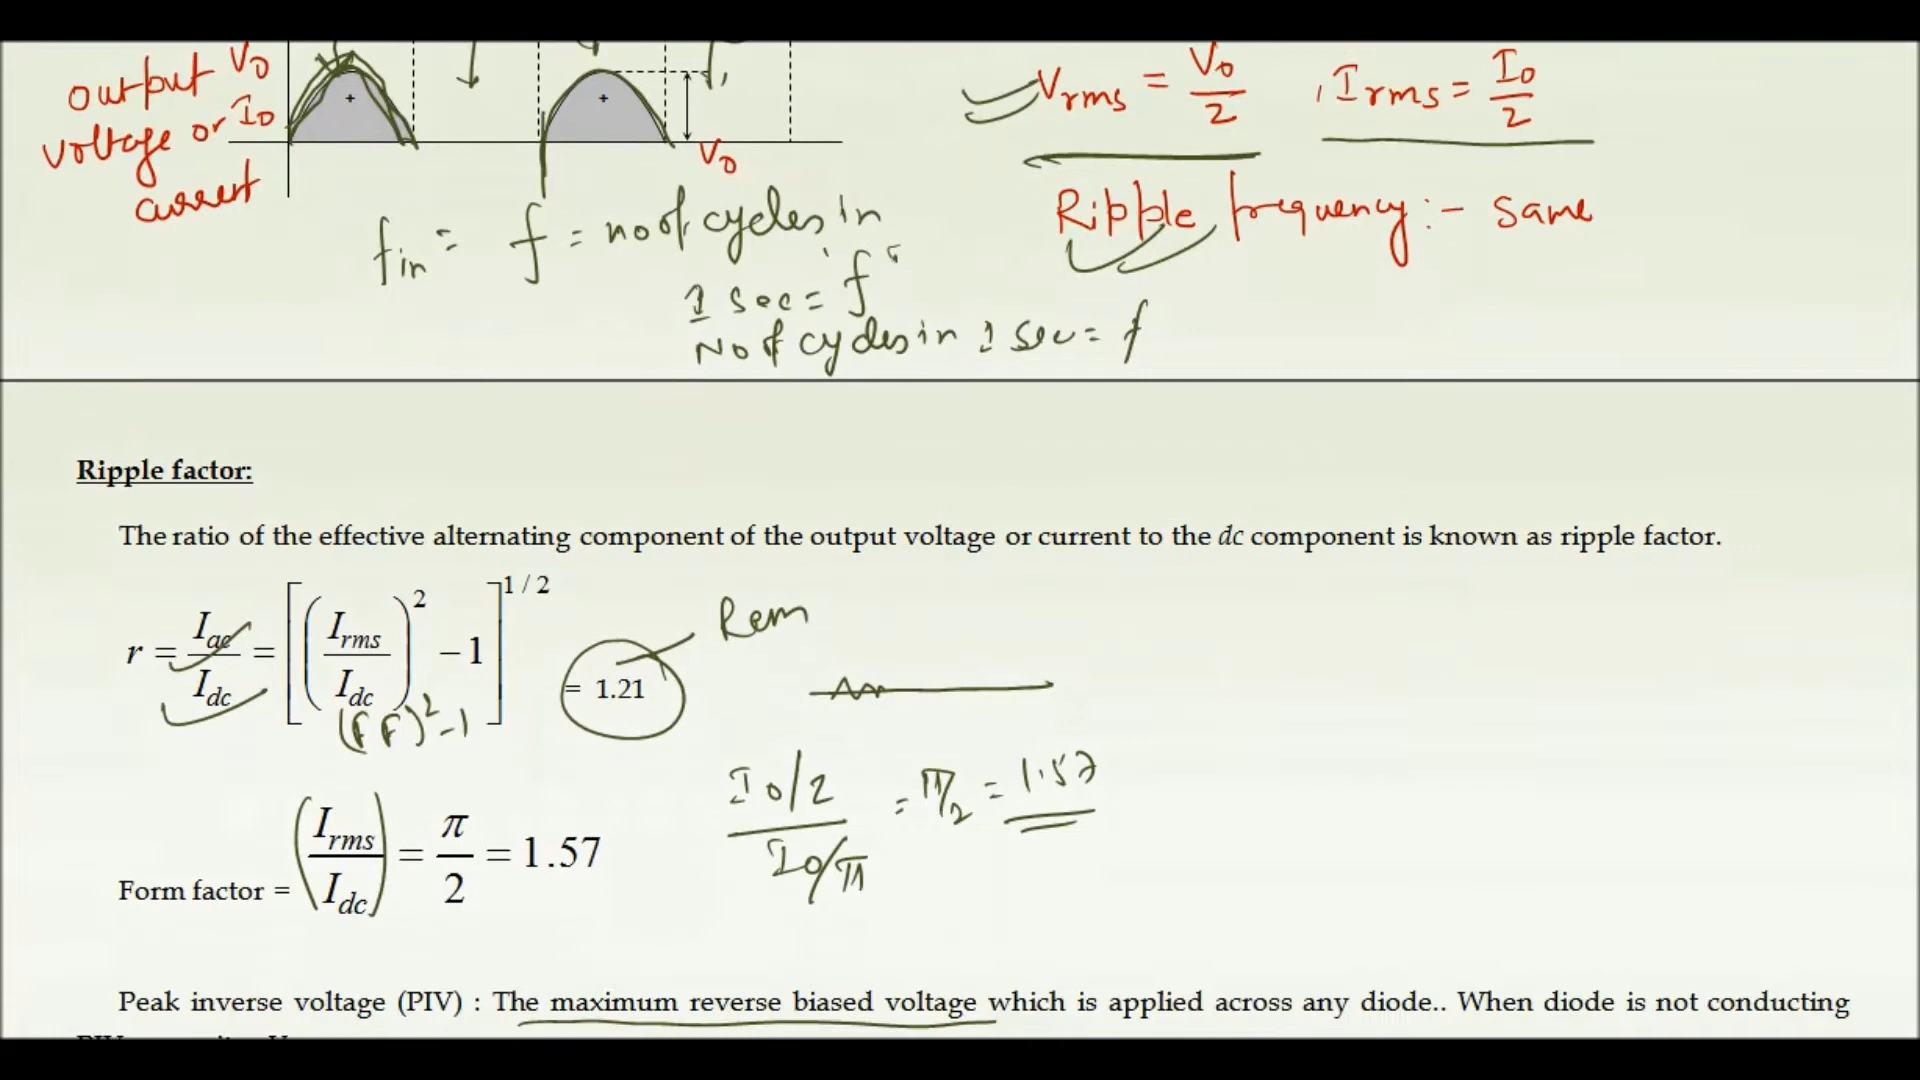 output V0
voltage or I0
current
+
+
V0
Vrms = V0/2 , Irms = I0/2
Ripple frequency :- same
fin = f = no of cycles in
1 sec = 'f'
No of cycles in 1 sec = f
Ripple factor:
The ratio of the effective alternating component of the output voltage or current to the dc component is known as ripple factor.
r = Iac/Idc = [(Irms/Idc)² − 1]^1/2 = 1.21
Rem
(FF)² - 1
I0/2 / I0/π = π/2 = 1.57
Form factor = (Irms/Idc) = π/2 = 1.57
Peak inverse voltage (PIV) : The maximum reverse biased voltage which is applied across any diode.. When diode is not conducting